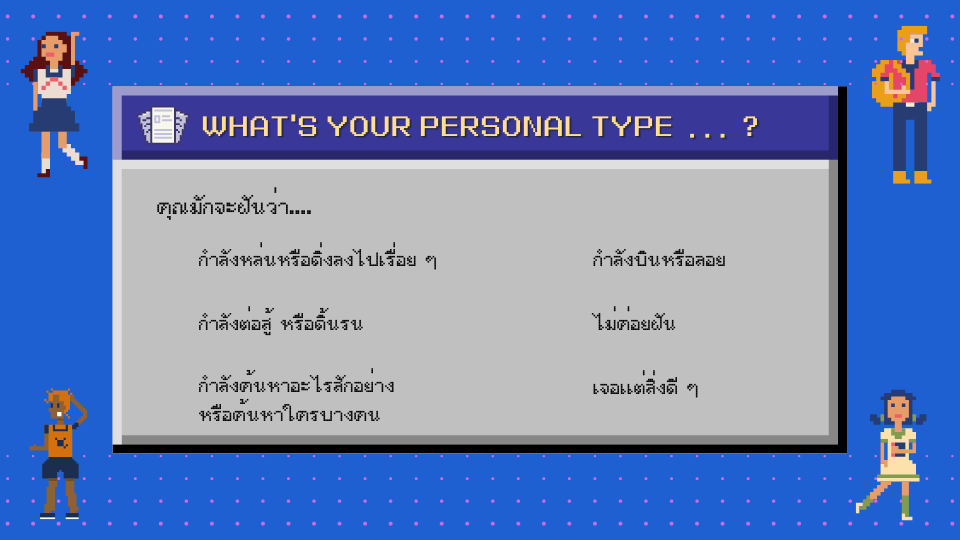 WHAT'S YOUR PERSONAL TYPE ... ?
คุณมักจะฝันว่า....
กำลังหล่นหรือดิ่งลงไปเรื่อย ๆ
กำลังบินหรือลอย
กำลังต่อสู้ หรือดิ้นรน
ไม่ค่อยฝัน
กำลังค้นหาอะไรสักอย่าง
หรือค้นหาใครบางคน
เจอแต่สิ่งดี ๆ